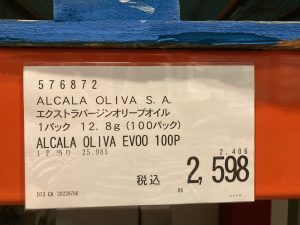 576872
ALCALA OLIVA S.A.
エクストラバージンオリーブオイル
1パック 12.8g(100パック)
ALCALA OLIVA EVOO 100P
1P当り 25.985
2,406
税込 2,598